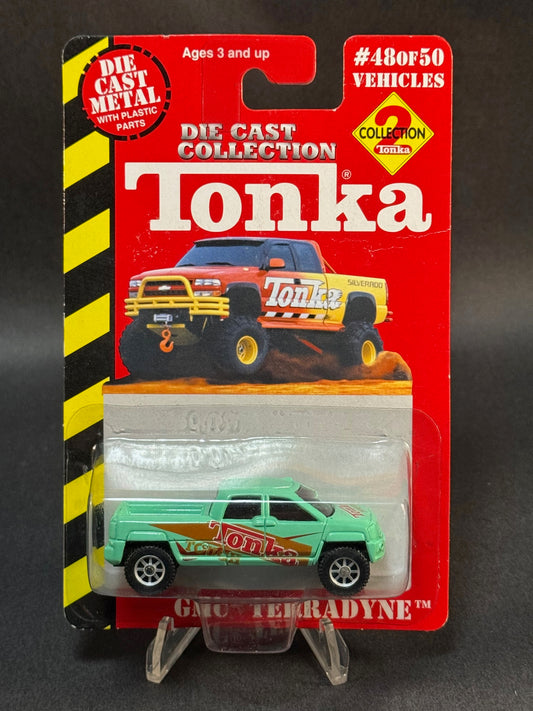 Ages 3 and up
#48 OF 50
VEHICLES
DIE
CAST
METAL
WITH PLASTIC
PARTS
2
COLLECTION
Tonka
DIE CAST
COLLECTION
Tonka®
SILVERADO
Tonka
Tonka
GMC TERRADYNE™